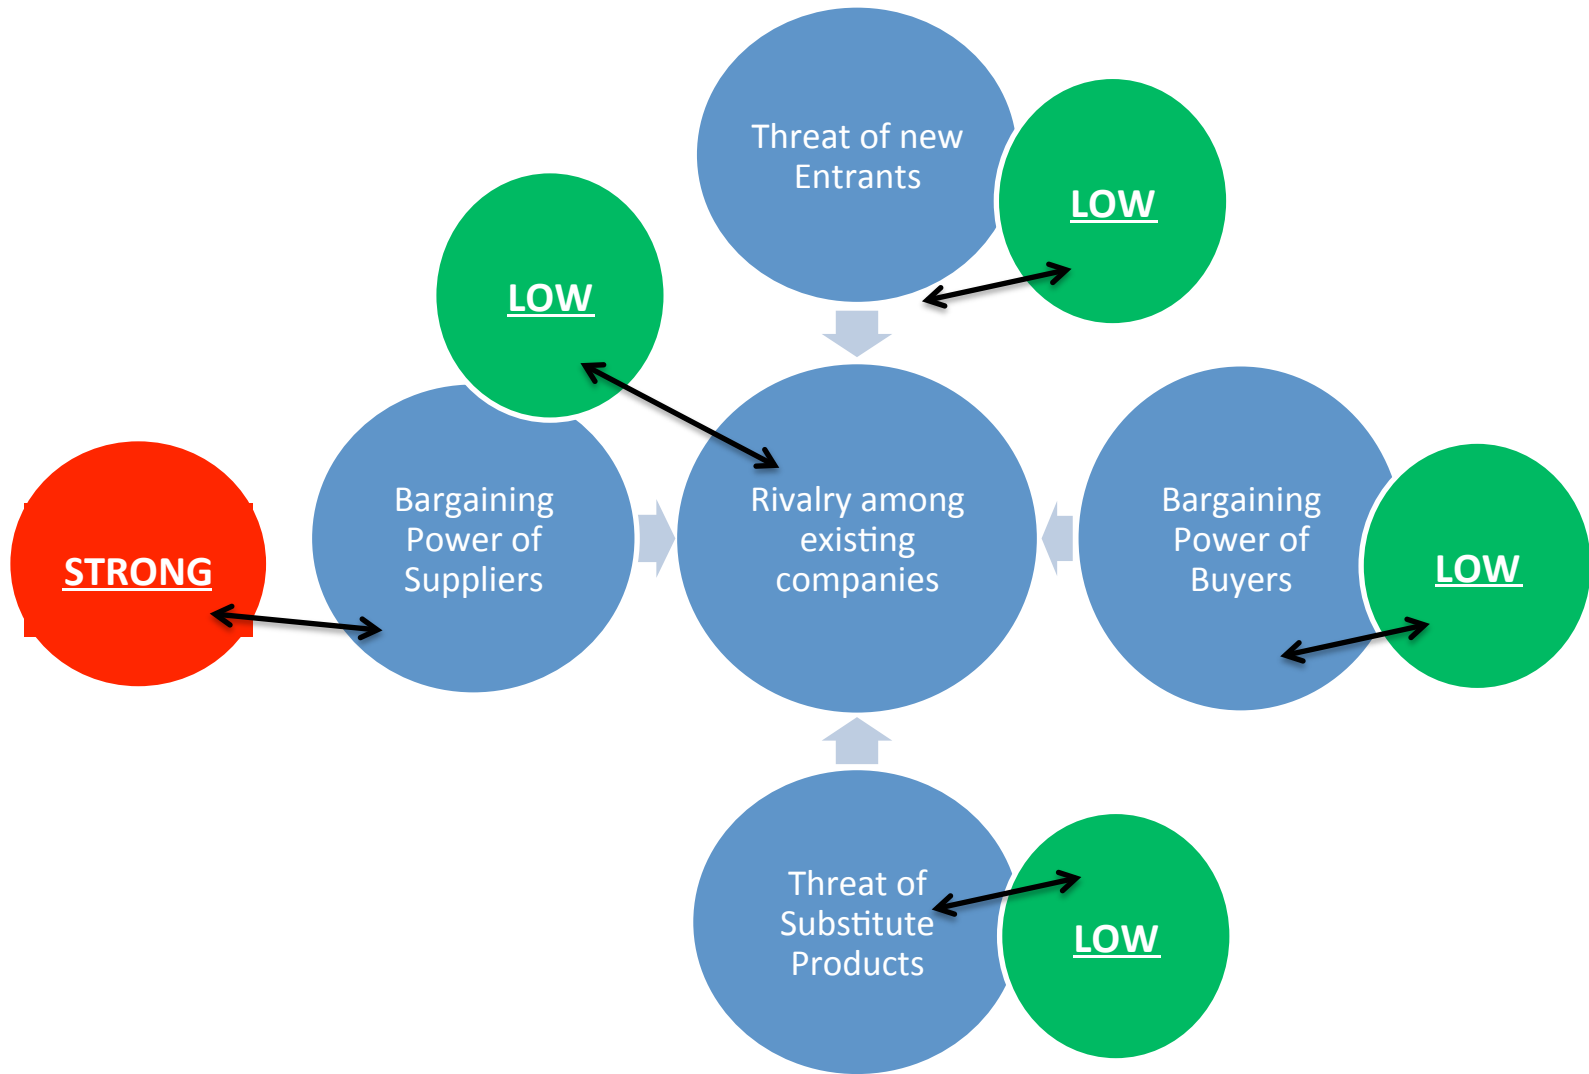 Threat of new
Entrants
LOW
LOW
STRONG
Bargaining
Power of
Suppliers
Rivalry among
existing
companies
Bargaining
Power of
Buyers
LOW
Threat of
Substitute
Products
LOW